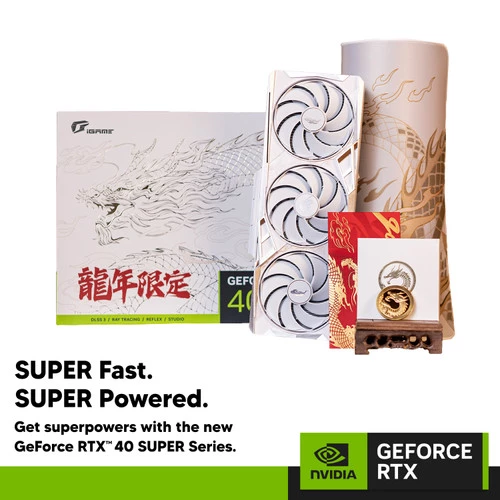 iGAME
龍年限定
GEFORCE
40
DLSS 3 / RAY TRACING / REFLEX / STUDIO
SUPER Fast.
SUPER Powered.
Get superpowers with the new
GeForce RTX™ 40 SUPER Series.
NVIDIA
GEFORCE
RTX